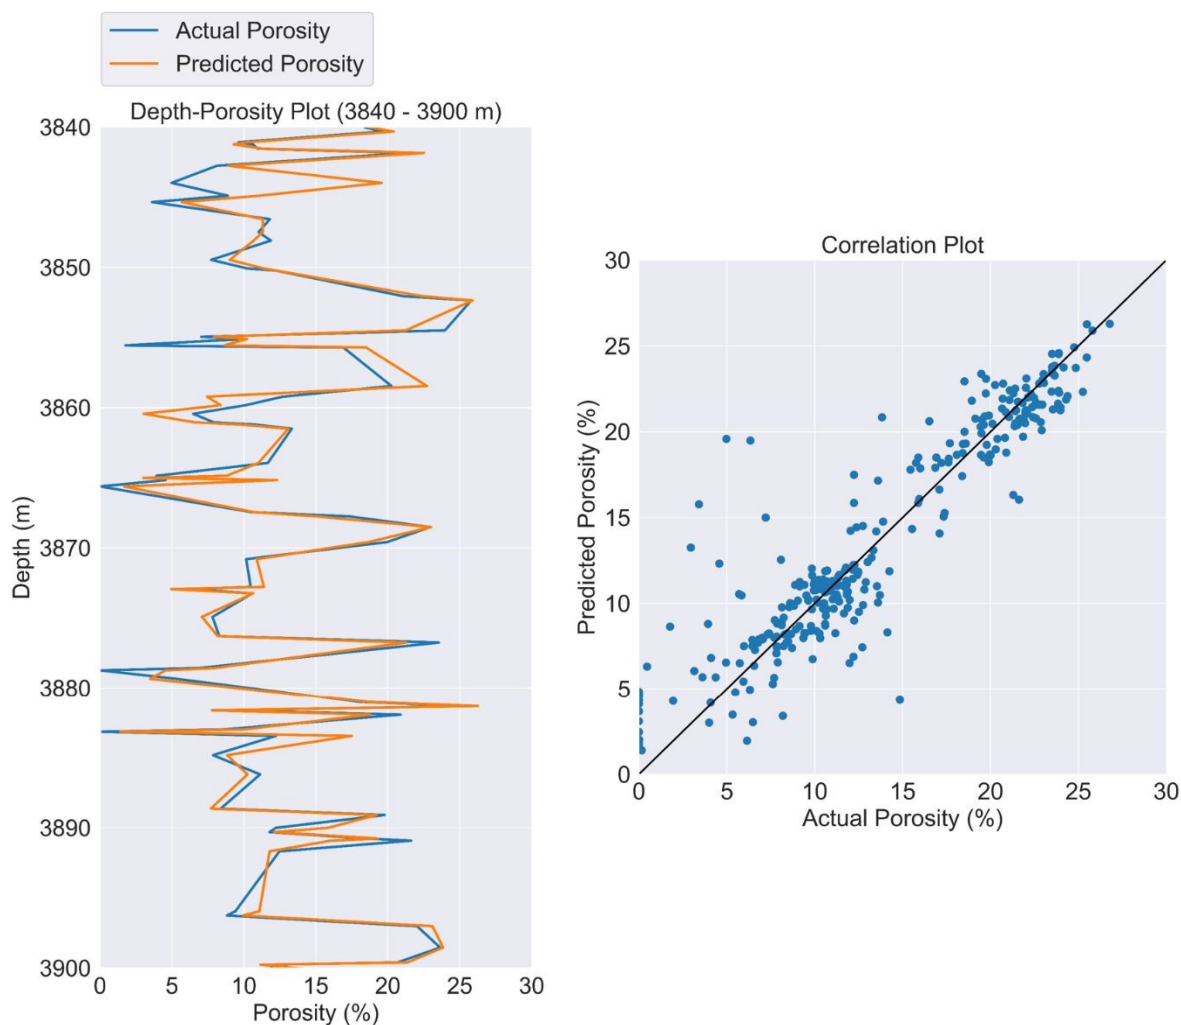 Actual Porosity
Predicted Porosity
Depth-Porosity Plot (3840 - 3900 m)
3840
3850
3860
3870
3880
3890
3900
Depth (m)
0 5 10 15 20 25 30
Porosity (%)
Correlation Plot
30
25
20
15
10
5
0
Predicted Porosity (%)
0 5 10 15 20 25 30
Actual Porosity (%)